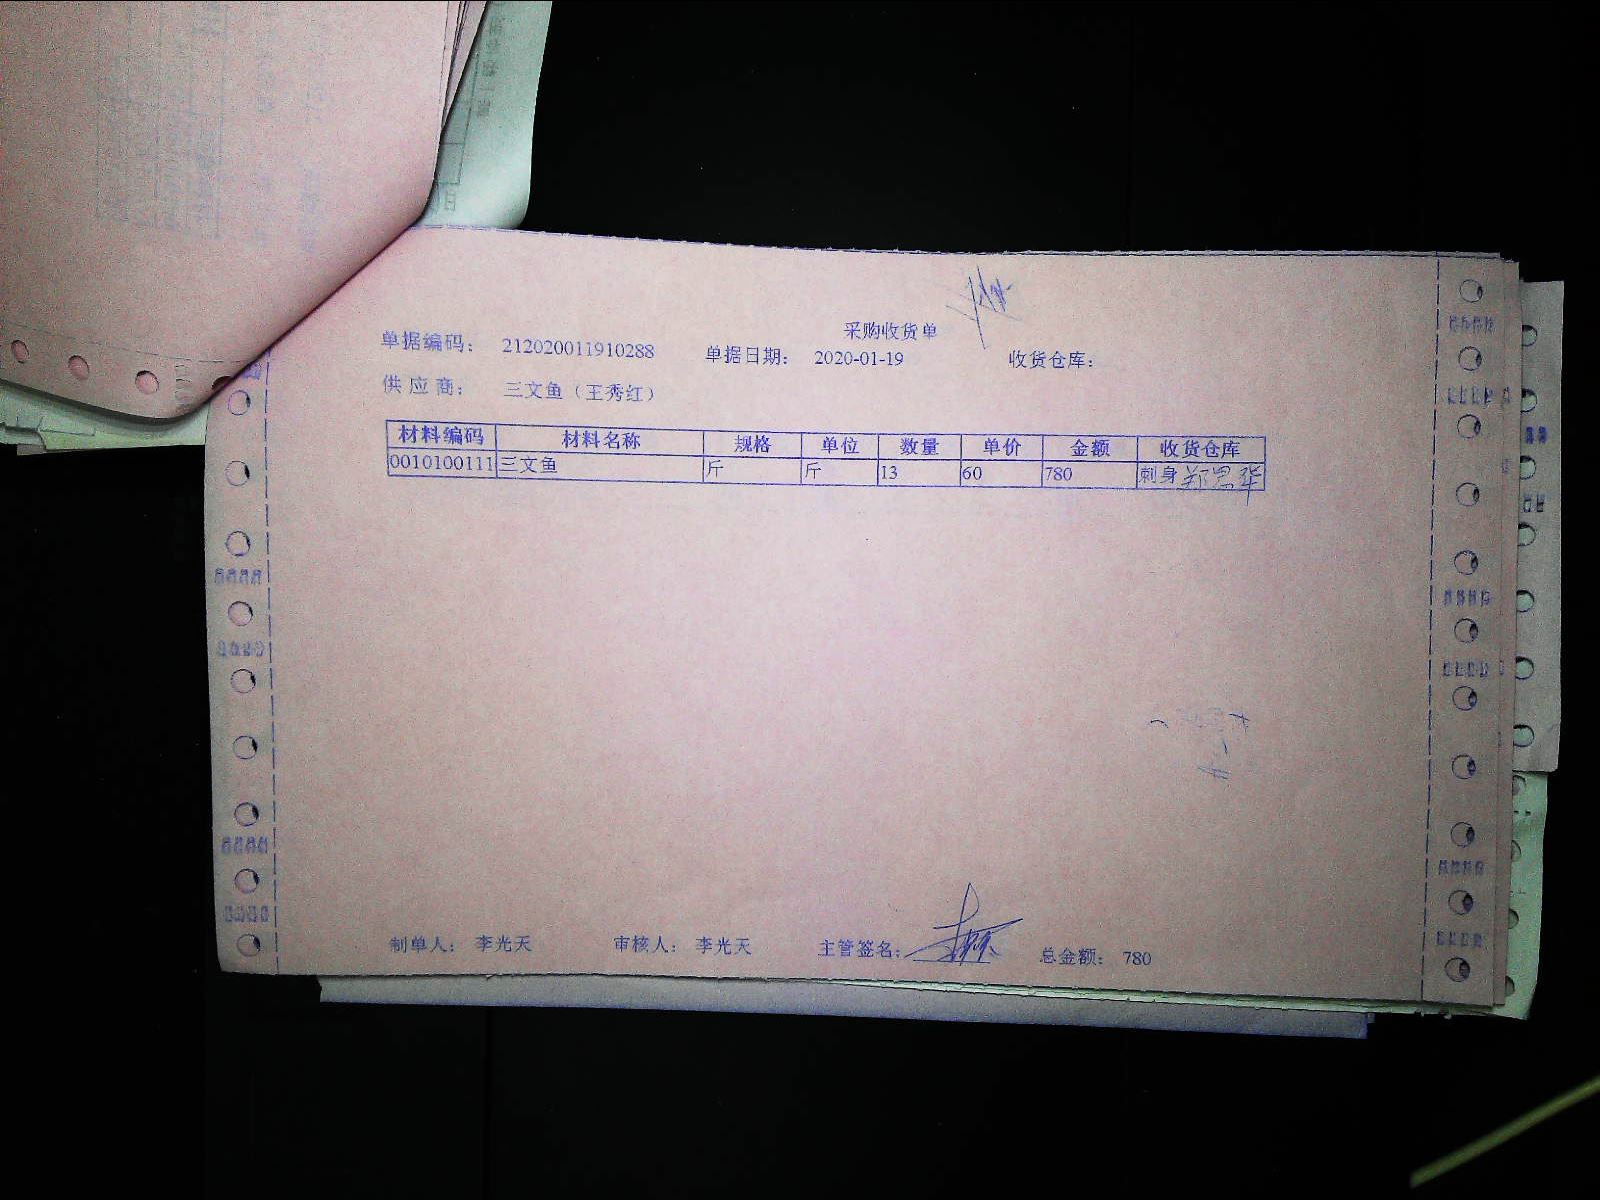 采购收货单
单据编码： 212020011910288 单据日期： 2020-01-19 收货仓库：
供 应 商： 三文鱼（王秀红）
材料编码 材料名称 规格 单位 数量 单价 金额 收货仓库
0010100111 三文鱼 斤 斤 13 60 780 刺身 郑思华
制单人： 李光天 审核人： 李光天 主管签名： 总金额： 780